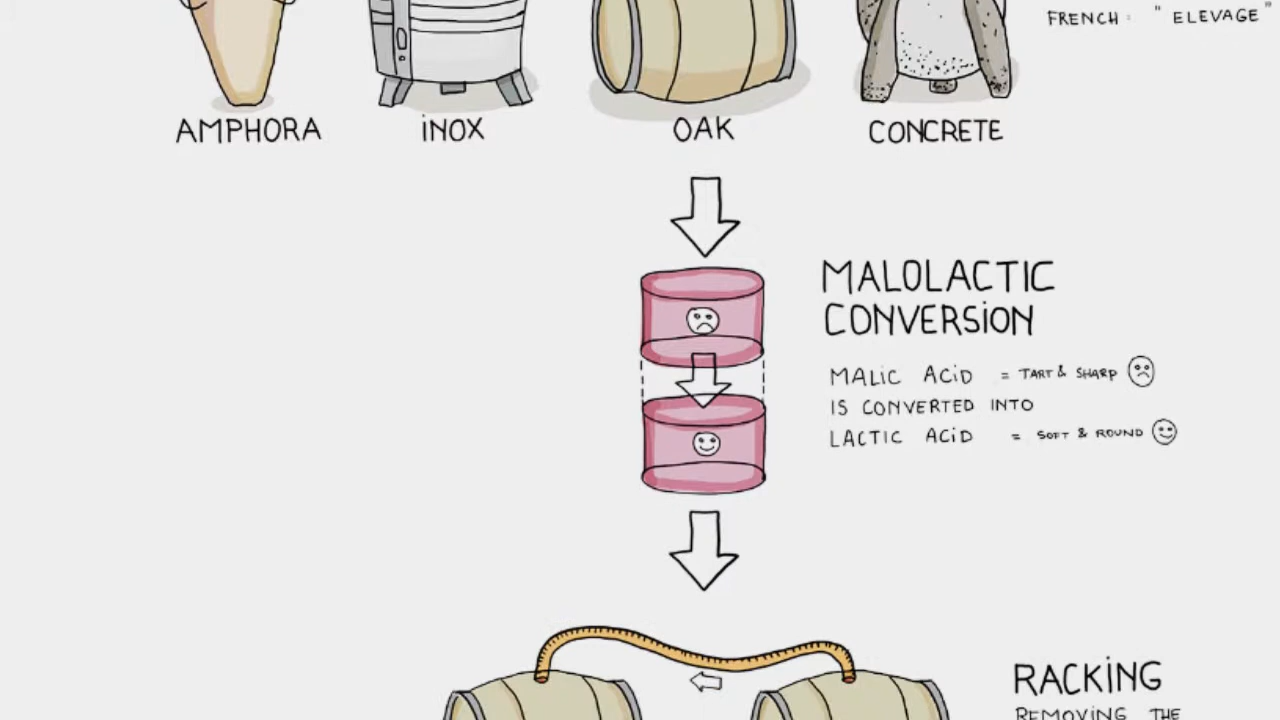 FRENCH: "ELEVAGE"
AMPHORA
iNOX
OAK
CONCRETE
MALOLACTIC
CONVERSiON
MALIC ACiD = TART & SHARP
IS CONVERTED INTO
LACTIC ACiD = SOFT & ROUND
RACKiNG
REMOVING THE